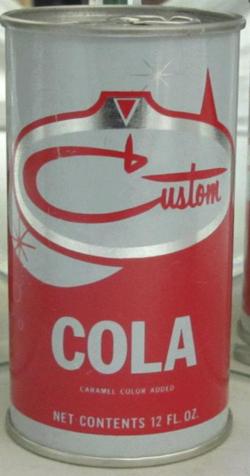 Custom
COLA
CARAMEL COLOR ADDED
NET CONTENTS 12 FL. OZ.